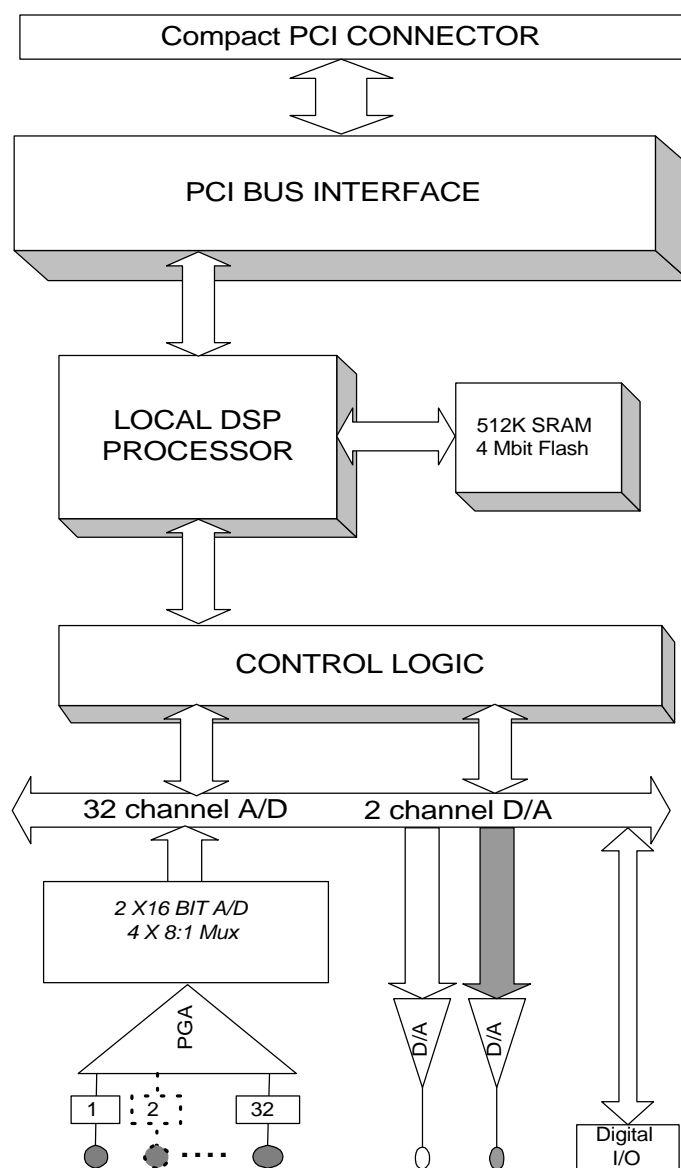 Compact PCI CONNECTOR
PCI BUS INTERFACE
LOCAL DSP
PROCESSOR
512K SRAM
4 Mbit Flash
CONTROL LOGIC
32 channel A/D
2 channel D/A
2 X16 BIT A/D
4 X 8:1 Mux
PGA
D/A
D/A
1
2
32
Digital
I/O